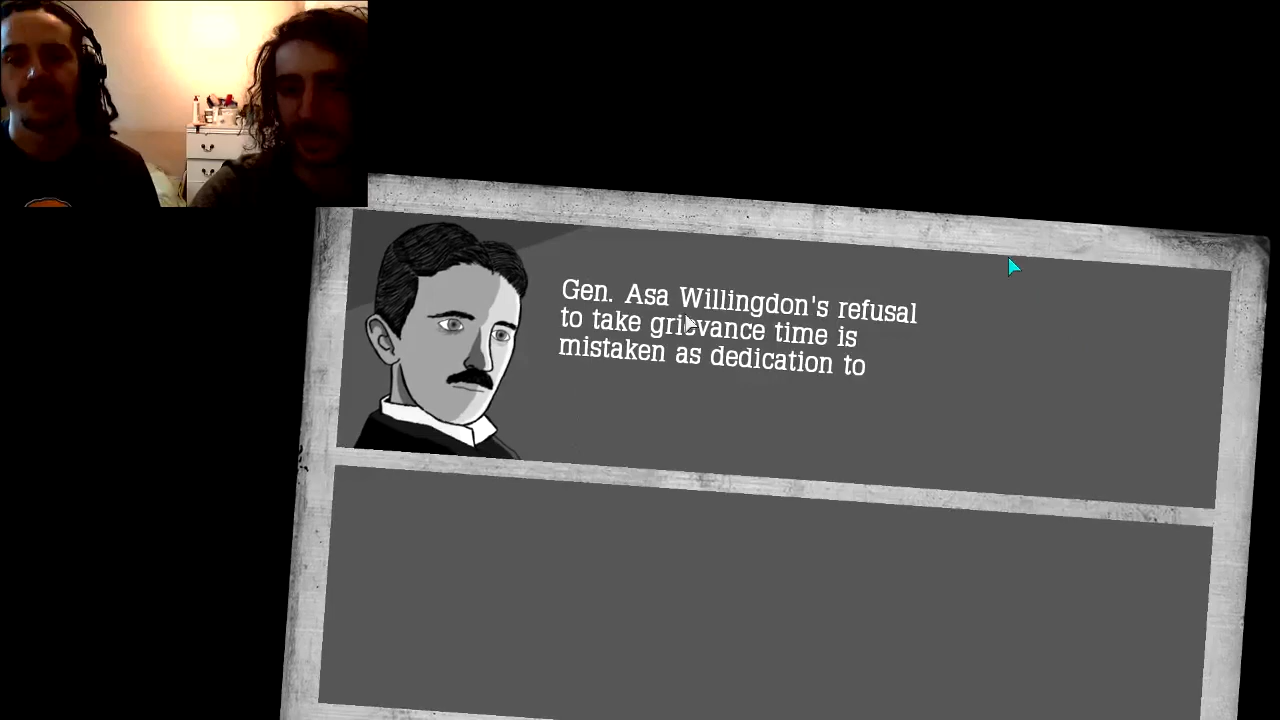 Gen. Asa Willingdon's refusal
to take grievance time is
mistaken as dedication to